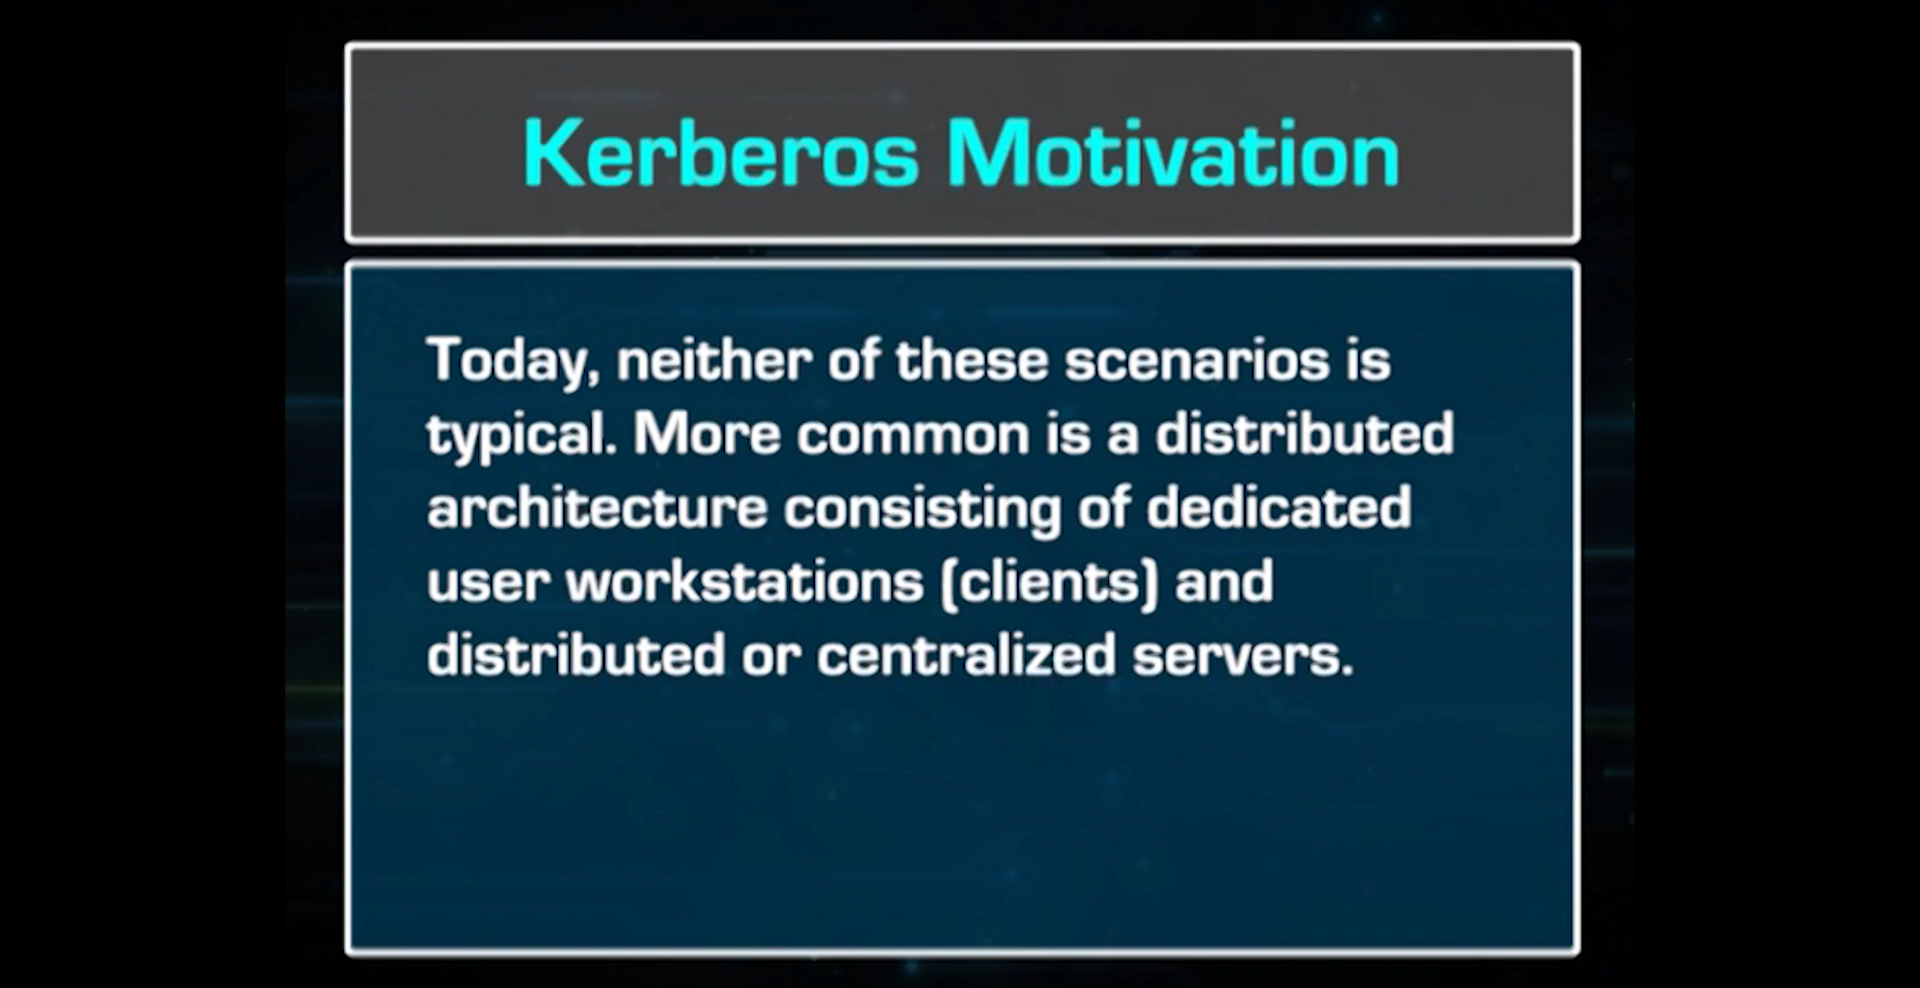 Kerberos Motivation
Today, neither of these scenarios is
typical. More common is a distributed
architecture consisting of dedicated
user workstations (clients) and
distributed or centralized servers.